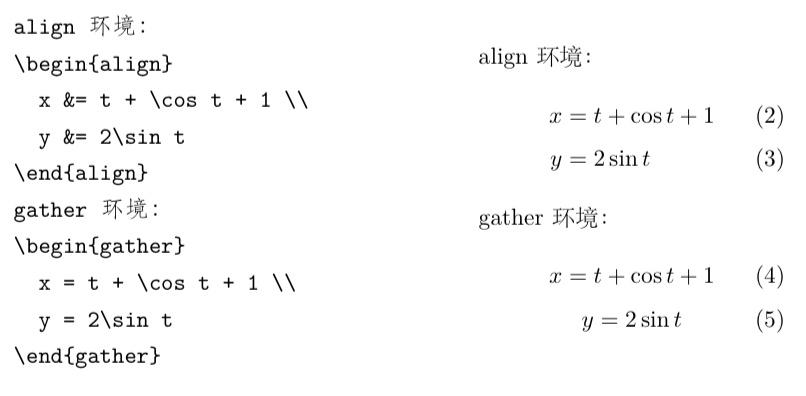 align 环境:
\begin{align}
  x &= t + \cos t + 1 \\
  y &= 2\sin t
\end{align}
gather 环境:
\begin{gather}
  x = t + \cos t + 1 \\
  y = 2\sin t
\end{gather}
align 环境:
x = t + cos t + 1 (2)
y = 2 sin t (3)
gather 环境:
x = t + cos t + 1 (4)
y = 2 sin t (5)